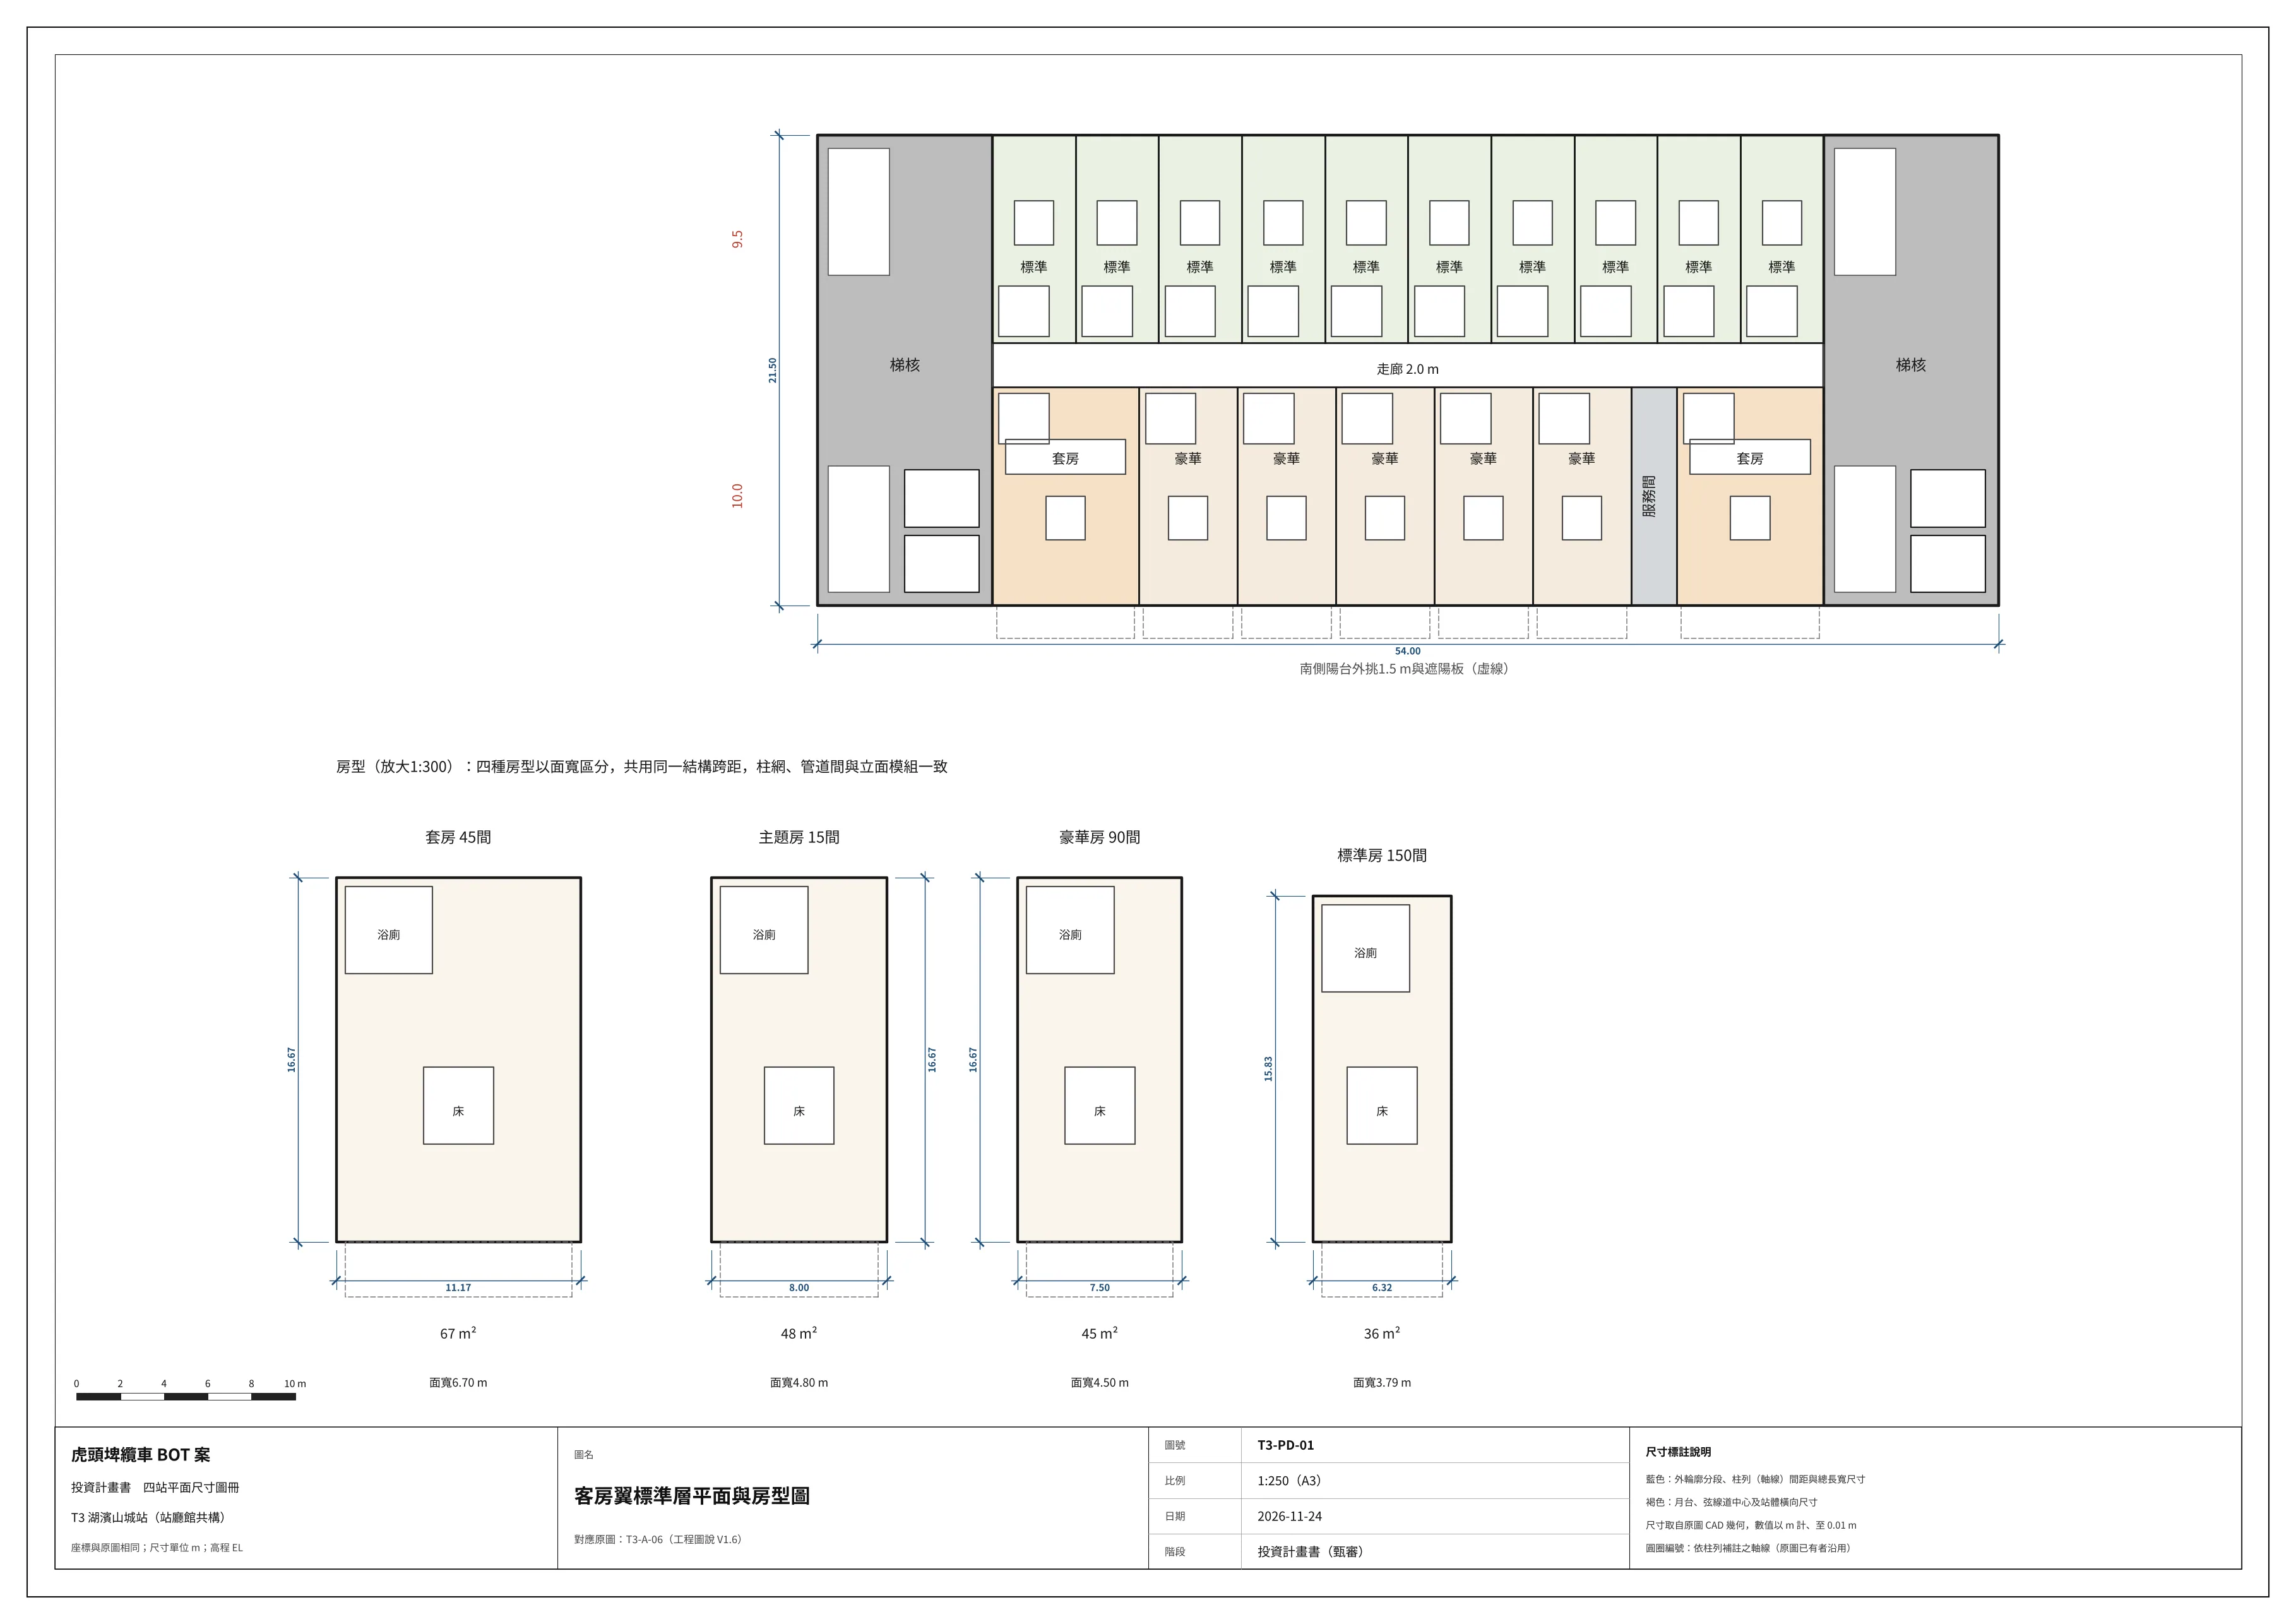 9.5
21.50
10.0
標準 標準 標準 標準 標準 標準 標準 標準 標準 標準
梯核
走廊 2.0 m
梯核
套房 豪華 豪華 豪華 豪華 豪華 服務間 套房
54.00
南側陽台外挑1.5 m與遮陽板（虛線）
房型（放大1:300）：四種房型以面寬區分，共用同一結構跨距，柱網、管道間與立面模組一致
套房 45間
主題房 15間
豪華房 90間
標準房 150間
浴廁
浴廁
浴廁
浴廁
16.67
16.67
16.67
15.83
床
床
床
床
11.17
8.00
7.50
6.32
67 m²
48 m²
45 m²
36 m²
面寬6.70 m
面寬4.80 m
面寬4.50 m
面寬3.79 m
0 2 4 6 8 10 m
虎頭埤纜車 BOT 案
投資計畫書　四站平面尺寸圖冊
T3 湖濱山城站（站廳館共構）
座標與原圖相同；尺寸單位 m；高程 EL
圖名
客房翼標準層平面與房型圖
對應原圖：T3-A-06（工程圖說 V1.6）
圖號 T3-PD-01
比例 1:250（A3）
日期 2026-11-24
階段 投資計畫書（甄審）
尺寸標註說明
藍色：外輪廓分段、柱列（軸線）間距與總長寬尺寸
褐色：月台、弦線道中心及站體橫向尺寸
尺寸取自原圖 CAD 幾何，數值以 m 計、至 0.01 m
圓圈編號：依柱列補註之軸線（原圖已有者沿用）